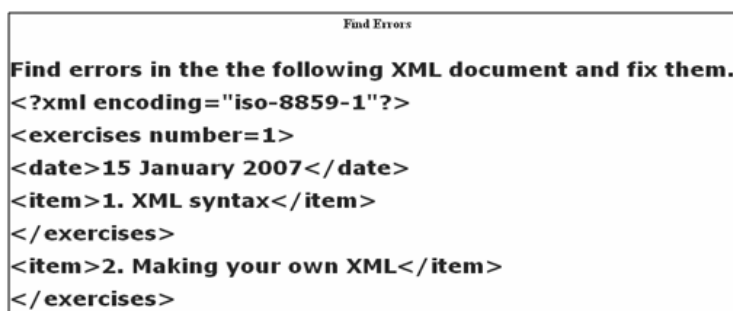 Find Errors
Find errors in the the following XML document and fix them.
<?xml encoding="iso-8859-1"?>
<exercises number=1>
<date>15 January 2007</date>
<item>1. XML syntax</item>
</exercises>
<item>2. Making your own XML</item>
</exercises>